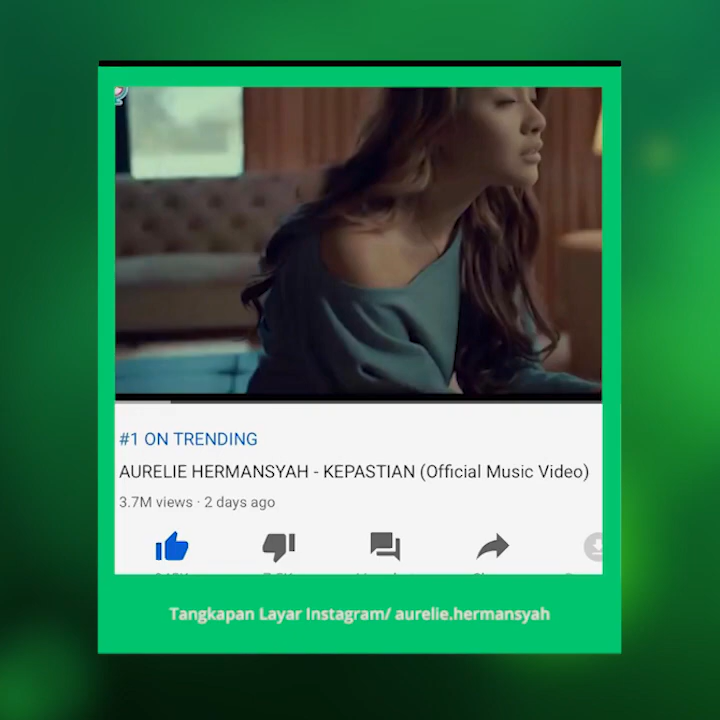 #1 ON TRENDING
AURELIE HERMANSYAH - KEPASTIAN (Official Music Video)
3.7M views · 2 days ago
Tangkapan Layar Instagram/ aurelie.hermansyah